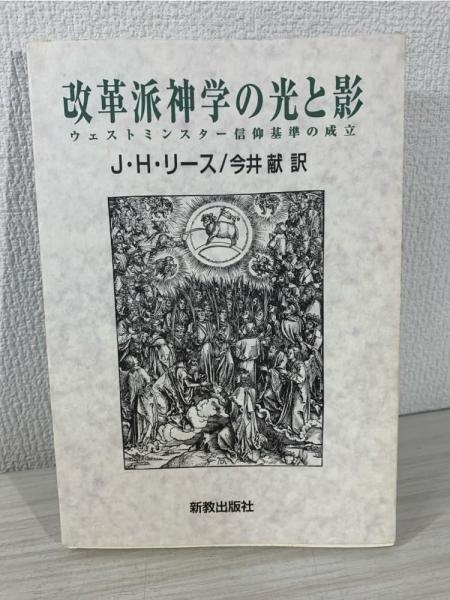 改革派神学の光と影
ウェストミンスター信仰基準の成立
J・H・リース/今井献訳
新教出版社